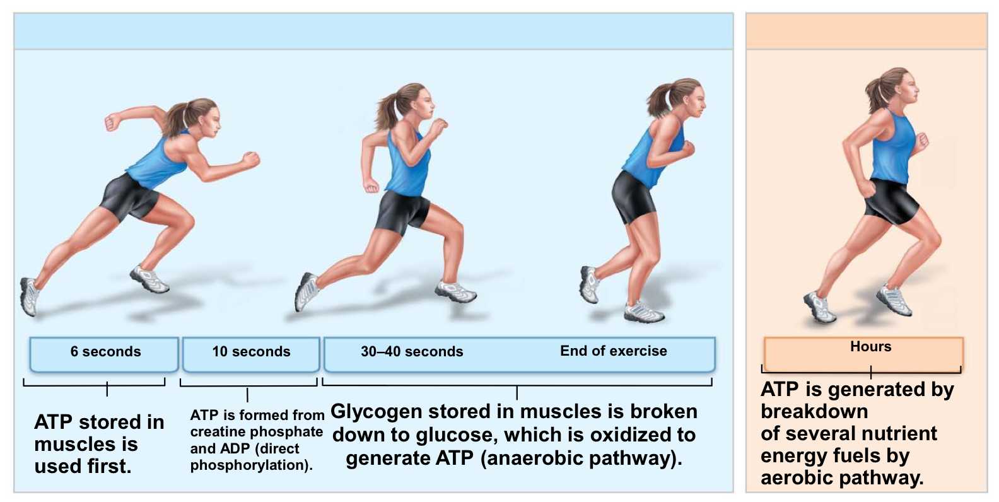 6 seconds
10 seconds
30–40 seconds
End of exercise
Hours
ATP stored in
muscles is
used first.
ATP is formed from
creatine phosphate
and ADP (direct
phosphorylation).
Glycogen stored in muscles is broken
down to glucose, which is oxidized to
generate ATP (anaerobic pathway).
ATP is generated by
breakdown
of several nutrient
energy fuels by
aerobic pathway.